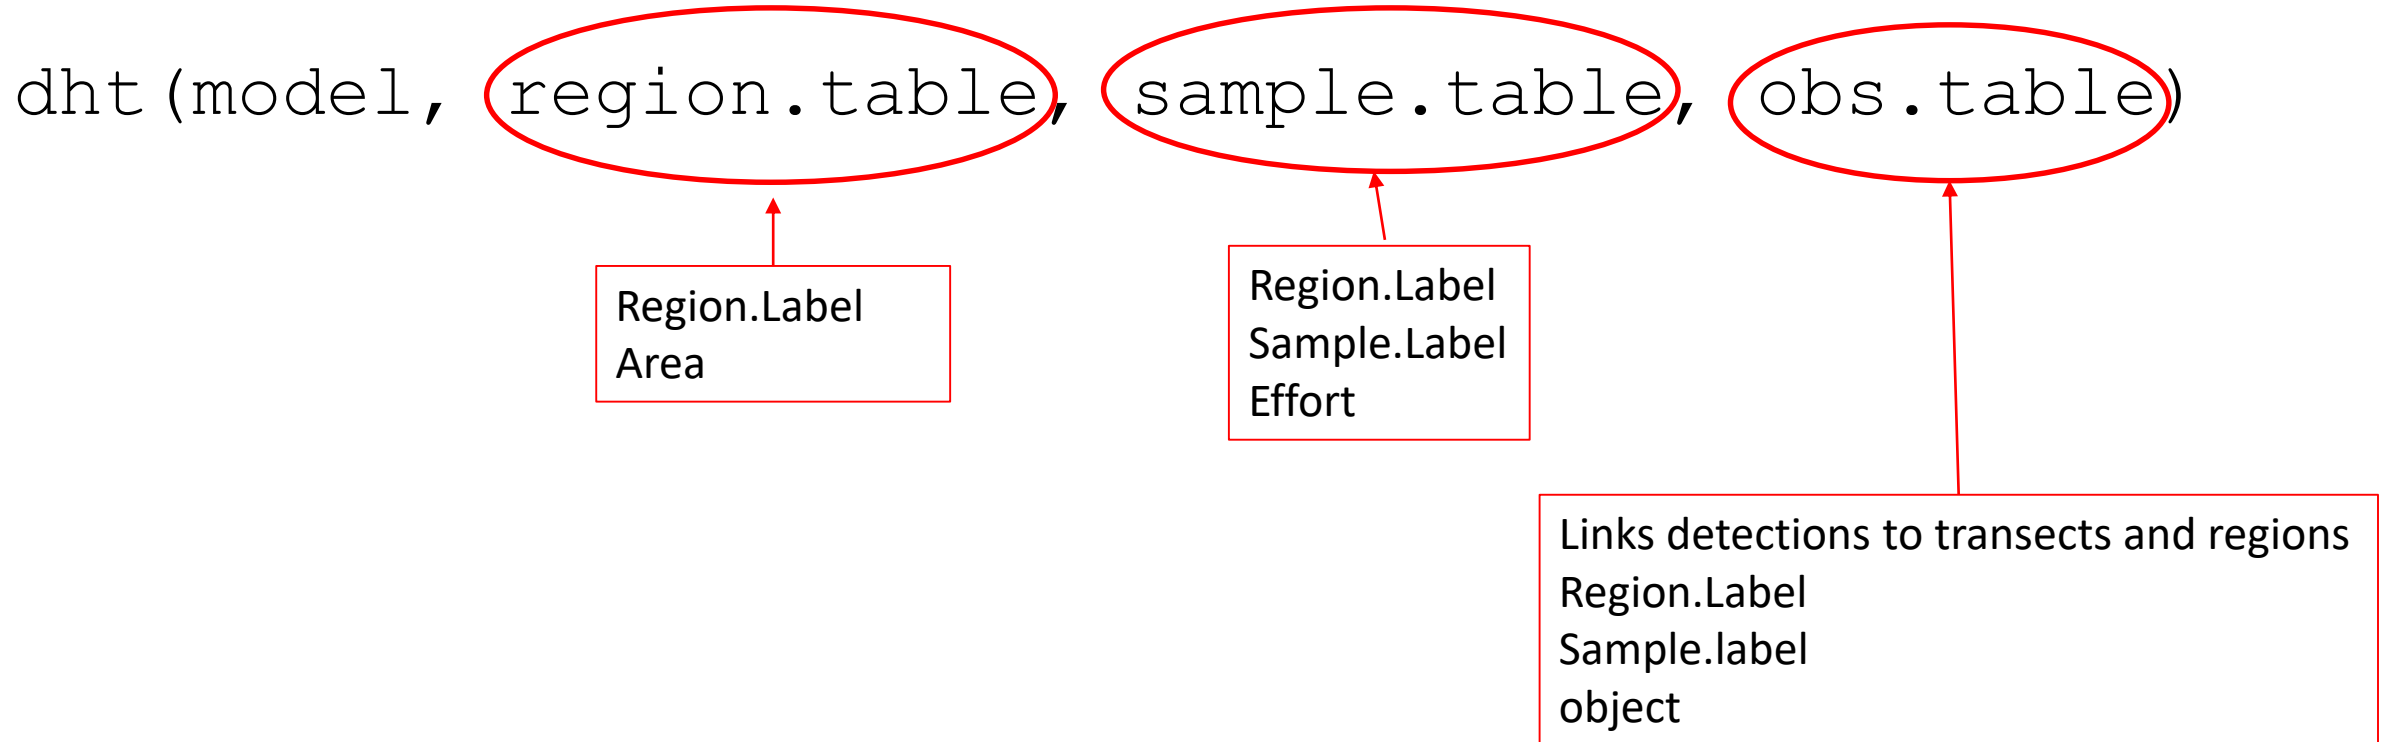 dht(model, region.table, sample.table, obs.table)
Region.Label
Area
Region.Label
Sample.Label
Effort
Links detections to transects and regions
Region.Label
Sample.label
object